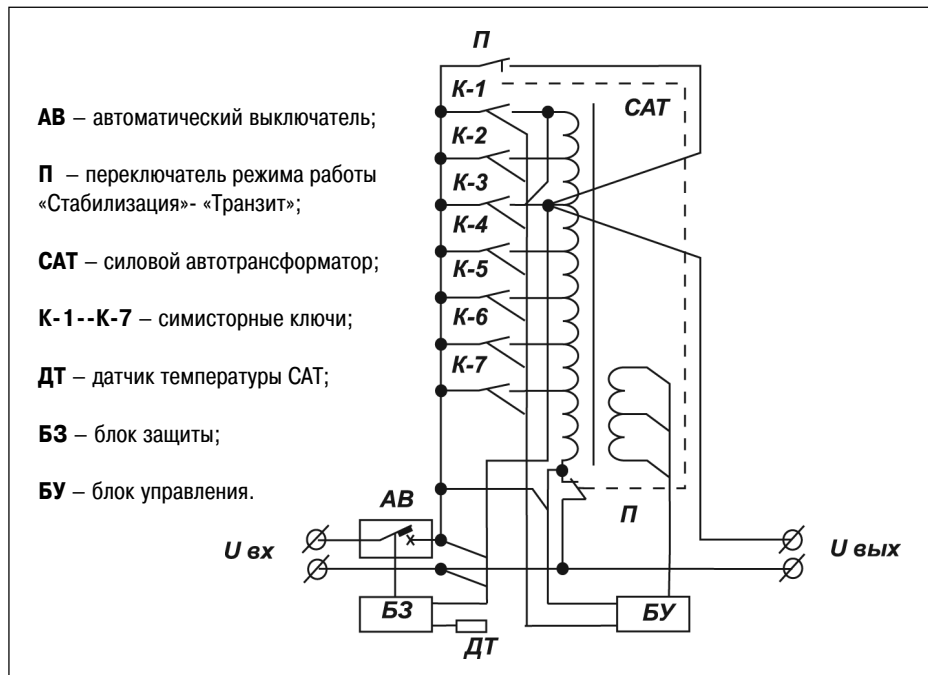 П
К-1
САТ
АВ – автоматический выключатель;
К-2
П – переключатель режима работы
«Стабилизация»- «Транзит»;
К-3
К-4
САТ – силовой автотрансформатор;
К-5
К-1--К-7 – симисторные ключи;
К-6
ДТ – датчик температуры САТ;
К-7
БЗ – блок защиты;
БУ – блок управления.
АВ
П
U вх
U вых
БЗ
БУ
ДТ